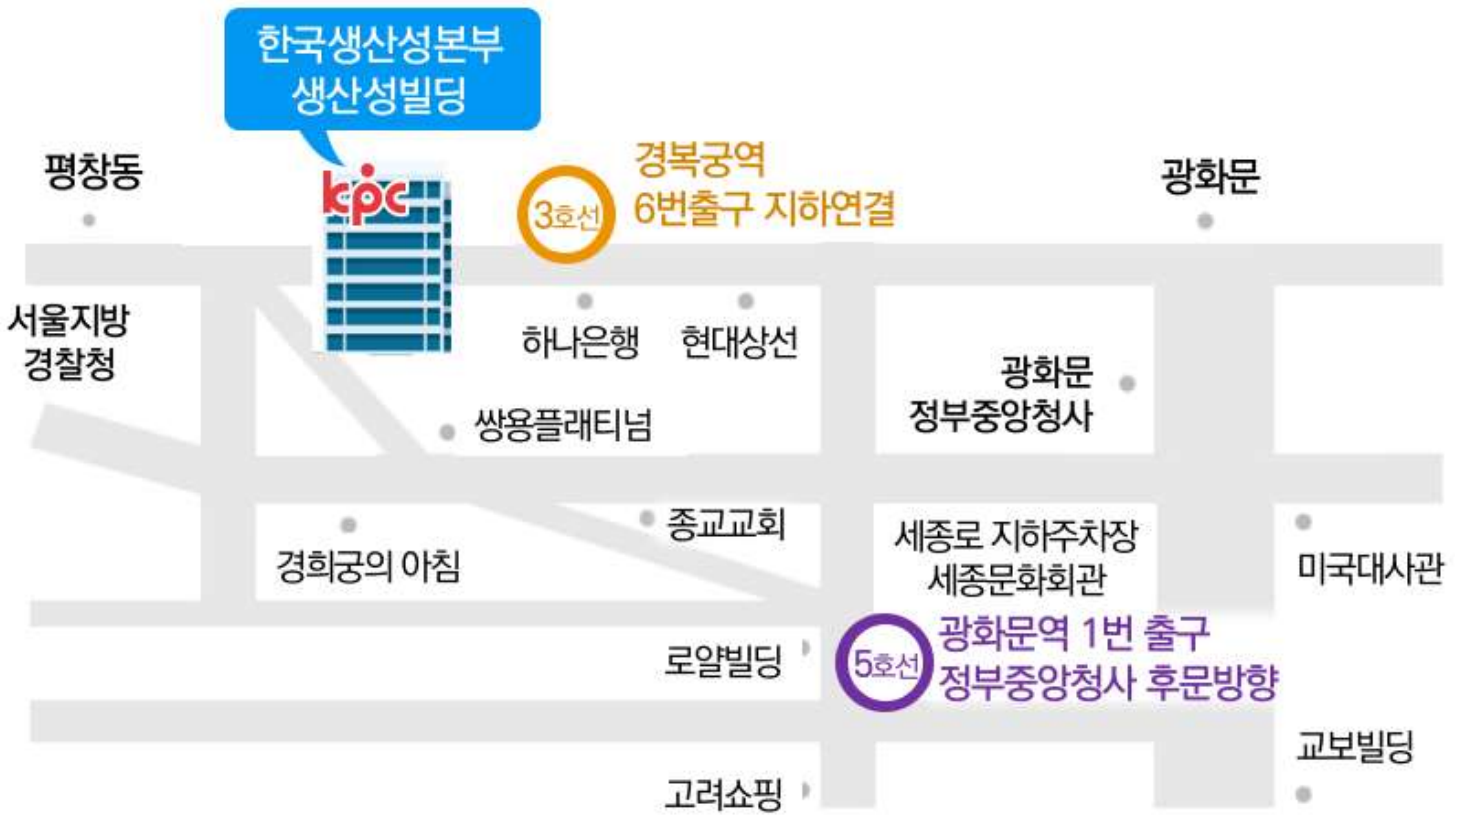 한국생산성본부
생산성빌딩
평창동
kpc
3호선
경복궁역
6번출구 지하연결
광화문
서울지방
경찰청
하나은행
현대상선
광화문
정부중앙청사
쌍용플래티넘
경희궁의 아침
종교교회
세종로 지하주차장
세종문화회관
미국대사관
로얄빌딩
5호선
광화문역 1번 출구
정부중앙청사 후문방향
교보빌딩
고려쇼핑